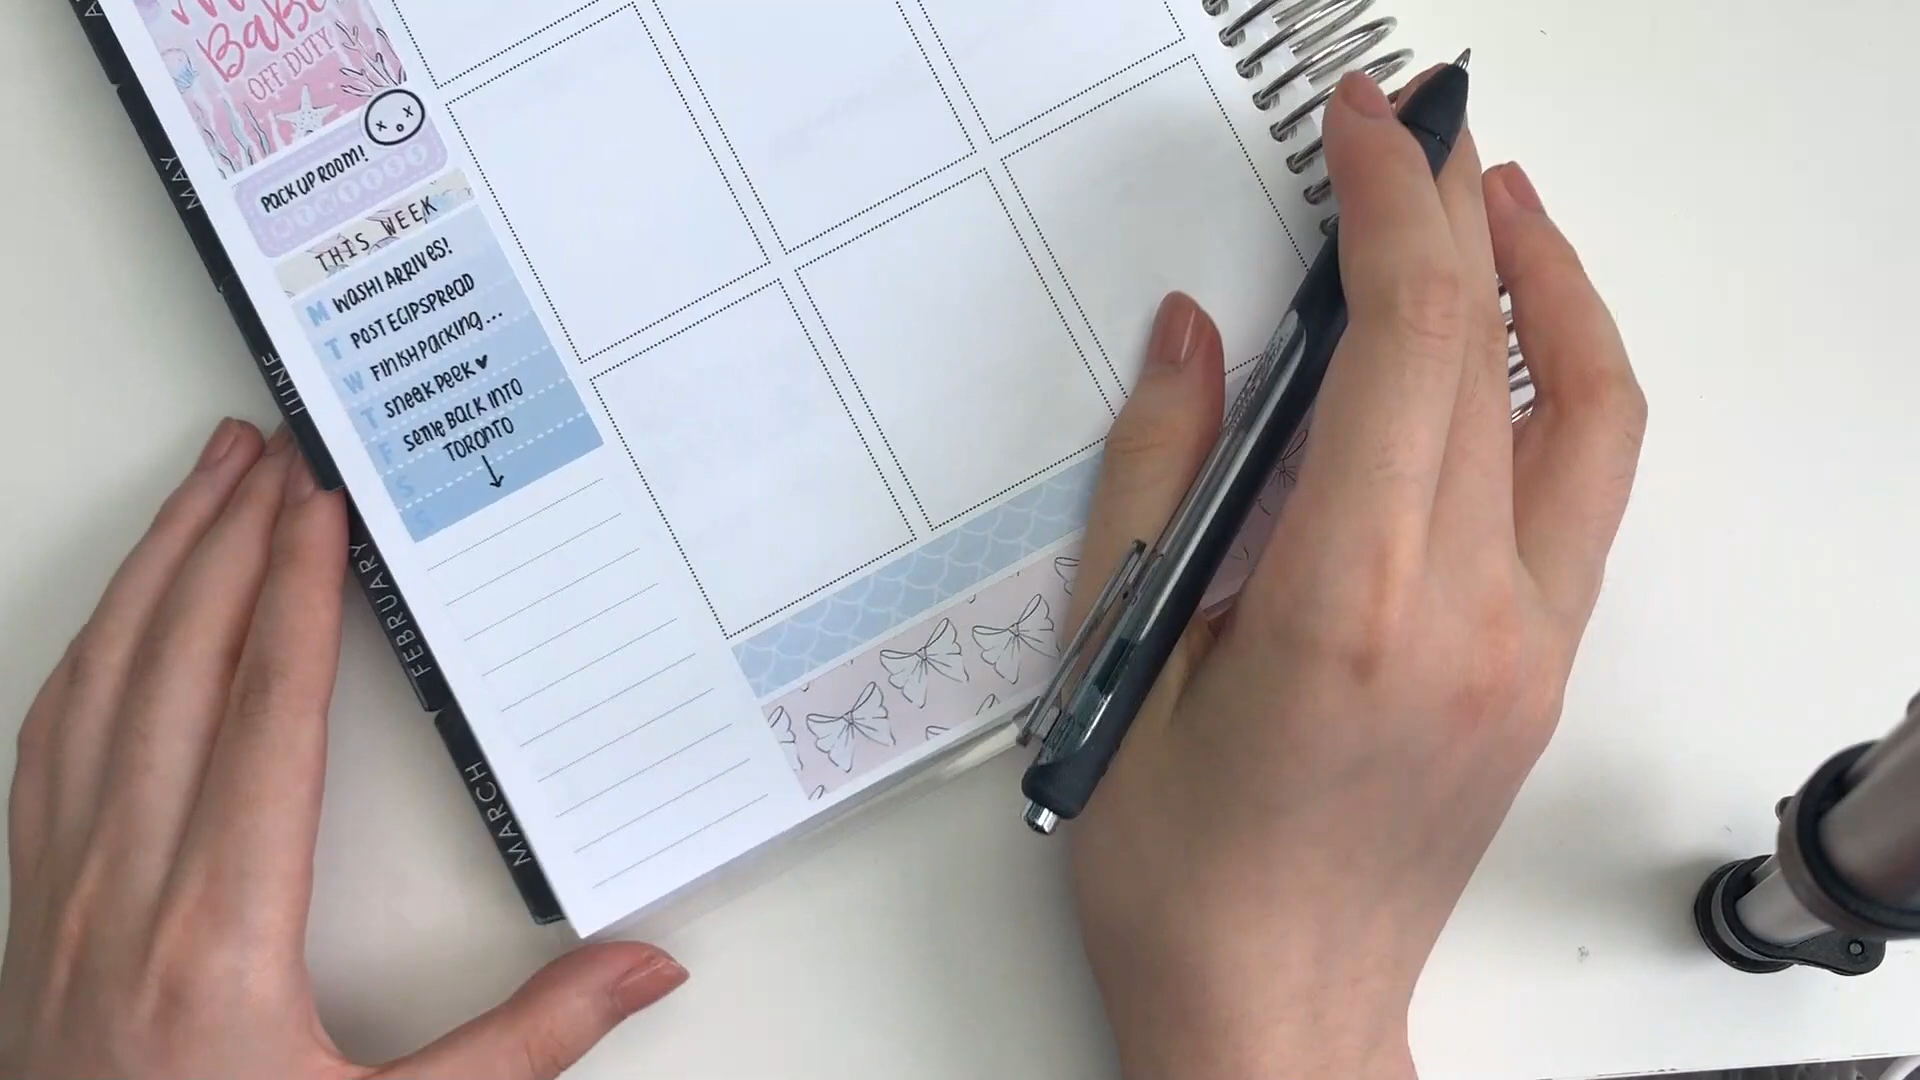 BaBe
OFF DUTY
PACK UP ROOM!
THIS WEEK
M WASHI ARRIVES!
T POST ECLPSPREAD
W FINISH PACKING...
T SNEAK PEEK ♥
F SETTLE BACK INTO
S TORONTO
S
MAY
JUNE
FEBRUARY
MARCH